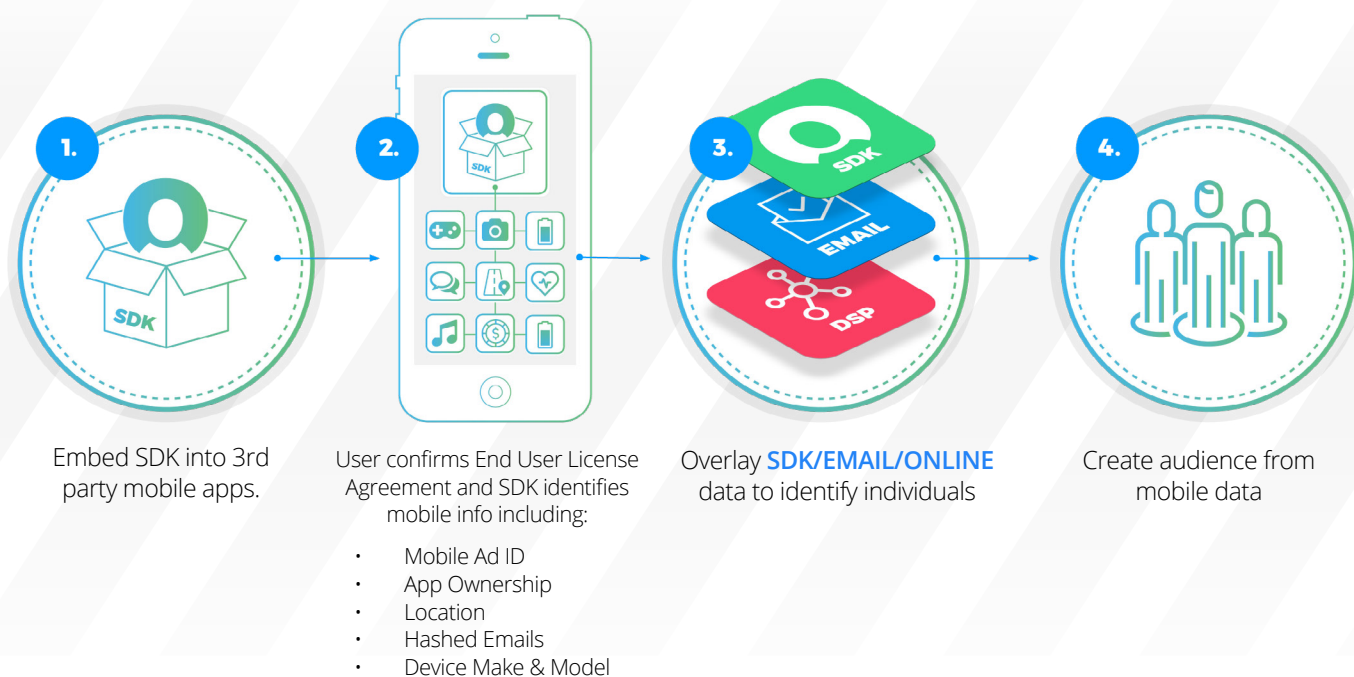 1.
SDK
Embed SDK into 3rd
party mobile apps.
2.
SDK
User confirms End User License
Agreement and SDK identifies
mobile info including:
• Mobile Ad ID
• App Ownership
• Location
• Hashed Emails
• Device Make & Model
3.
SDK
EMAIL
DSP
Overlay SDK/EMAIL/ONLINE
data to identify individuals
4.
Create audience from
mobile data